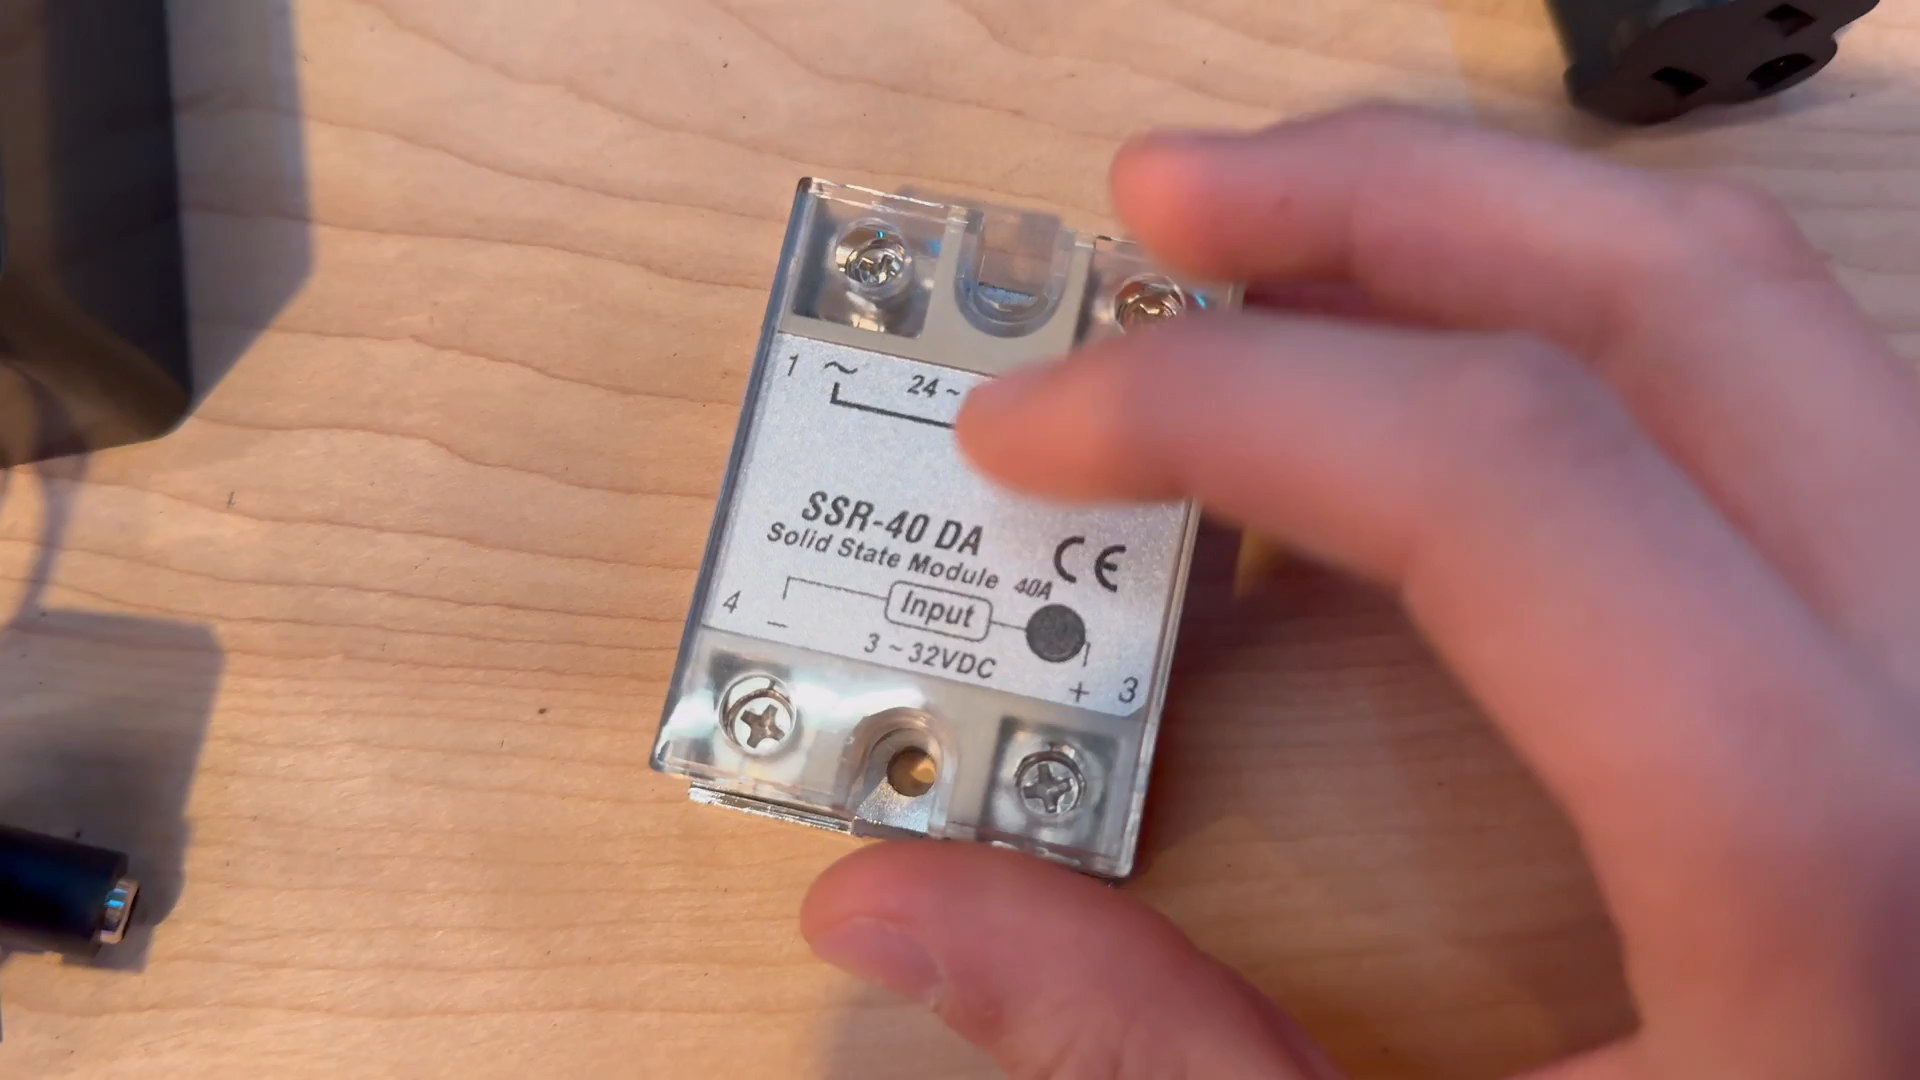 1 ~ 24 ~
SSR-40 DA
Solid State Module 40A
CE
4 Input
3 ~ 32VDC
- + 3